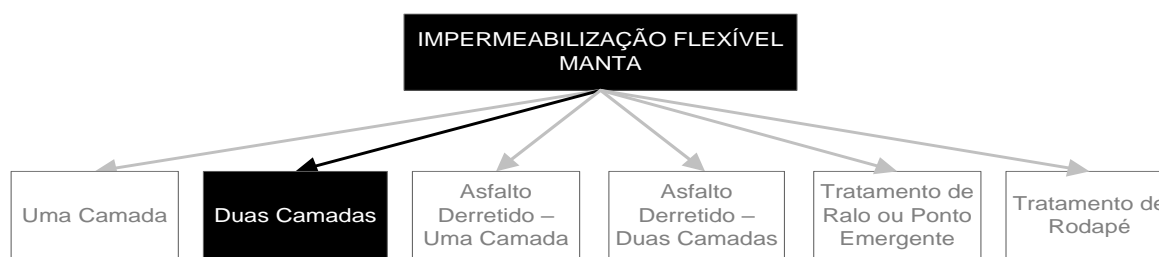 IMPERMEABILIZAÇÃO FLEXÍVEL
MANTA
Uma Camada
Duas Camadas
Asfalto
Derretido –
Uma Camada
Asfalto
Derretido –
Duas Camadas
Tratamento de
Ralo ou Ponto
Emergente
Tratamento de
Rodapé